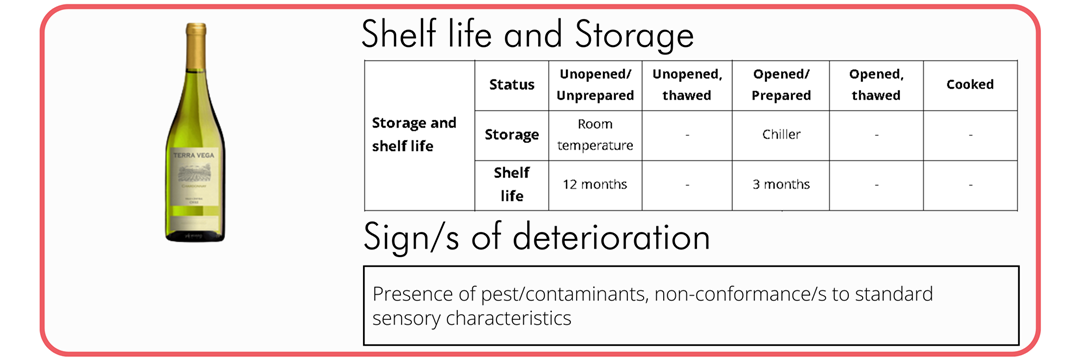 TERRA VEGA
Shelf life and Storage
Storage and
shelf life
Status
Unopened/
Unprepared
Unopened,
thawed
Opened/
Prepared
Opened,
thawed
Cooked
Storage
Room
temperature
-
Chiller
-
-
Shelf
life
12 months
-
3 months
-
-
Sign/s of deterioration
Presence of pest/contaminants, non-conformance/s to standard
sensory characteristics